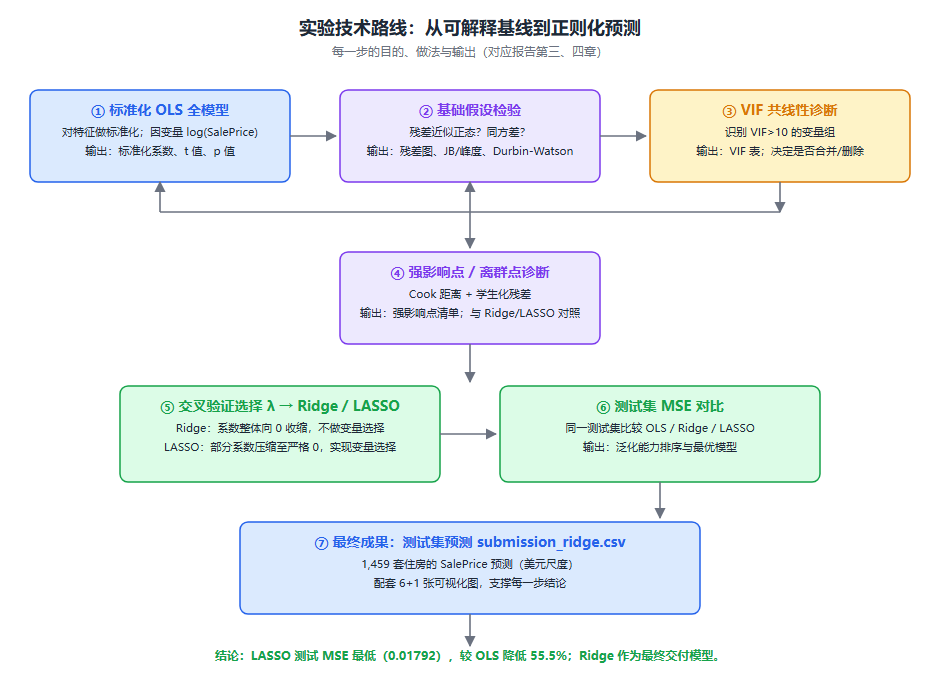 实验技术路线：从可解释基线到正则化预测
每一步的目的、做法与输出（对应报告第三、四章）
① 标准化 OLS 全模型
对特征做标准化；因变量 log(SalePrice)
输出：标准化系数、t 值、p 值
② 基础假设检验
残差近似正态？同方差？
输出：残差图、JB/峰度、Durbin-Watson
③ VIF 共线性诊断
识别 VIF>10 的变量组
输出：VIF 表；决定是否合并/删除
④ 强影响点 / 离群点诊断
Cook 距离 + 学生化残差
输出：强影响点清单；与 Ridge/LASSO 对照
⑤ 交叉验证选择 λ → Ridge / LASSO
Ridge：系数整体向 0 收缩，不做变量选择
LASSO：部分系数压缩至严格 0，实现变量选择
⑥ 测试集 MSE 对比
同一测试集比较 OLS / Ridge / LASSO
输出：泛化能力排序与最优模型
⑦ 最终成果：测试集预测 submission_ridge.csv
1,459 套住房的 SalePrice 预测（美元尺度）
配套 6+1 张可视化图，支撑每一步结论
结论：LASSO 测试 MSE 最低（0.01792），较 OLS 降低 55.5%；Ridge 作为最终交付模型。